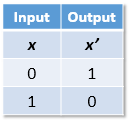 Input Output
x x’
0 1
1 0